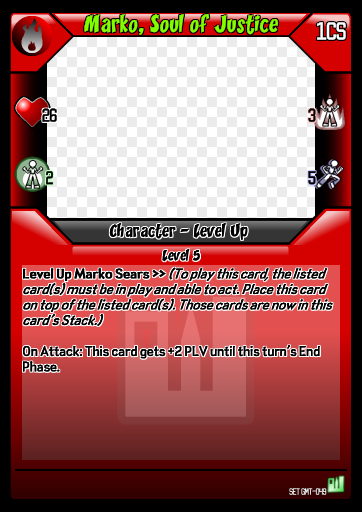 Marko, Soul of Justice
1CS
26
3
2
5
Character - Level Up
Level 5
Level Up Marko Sears >> (To play this card, the listed
card(s) must be in play and able to act. Place this card
on top of the listed card(s). Those cards are now in this
card's Stack.)
On Attack: This card gets +2 PLV until this turn's End
Phase.
SET GMT-049